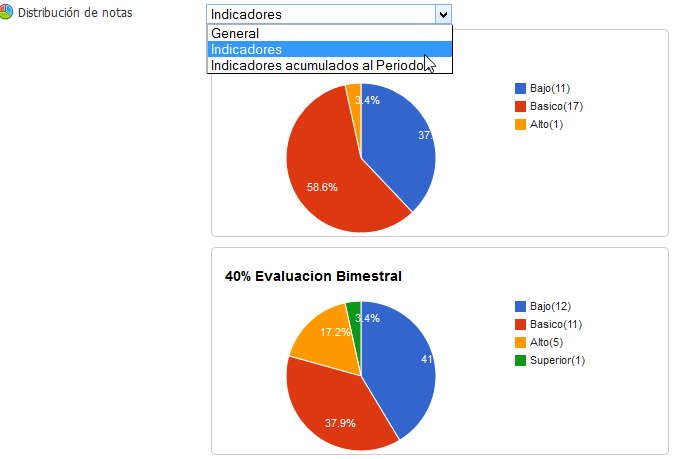 Distribución de notas
Indicadores
General
Indicadores
Indicadores acumulados al Periodo
3.4%
37.
58.6%
Bajo(11)
Basico(17)
Alto(1)
40% Evaluacion Bimestral
3.4%
17.2%
41
37.9%
Bajo(12)
Basico(11)
Alto(5)
Superior(1)